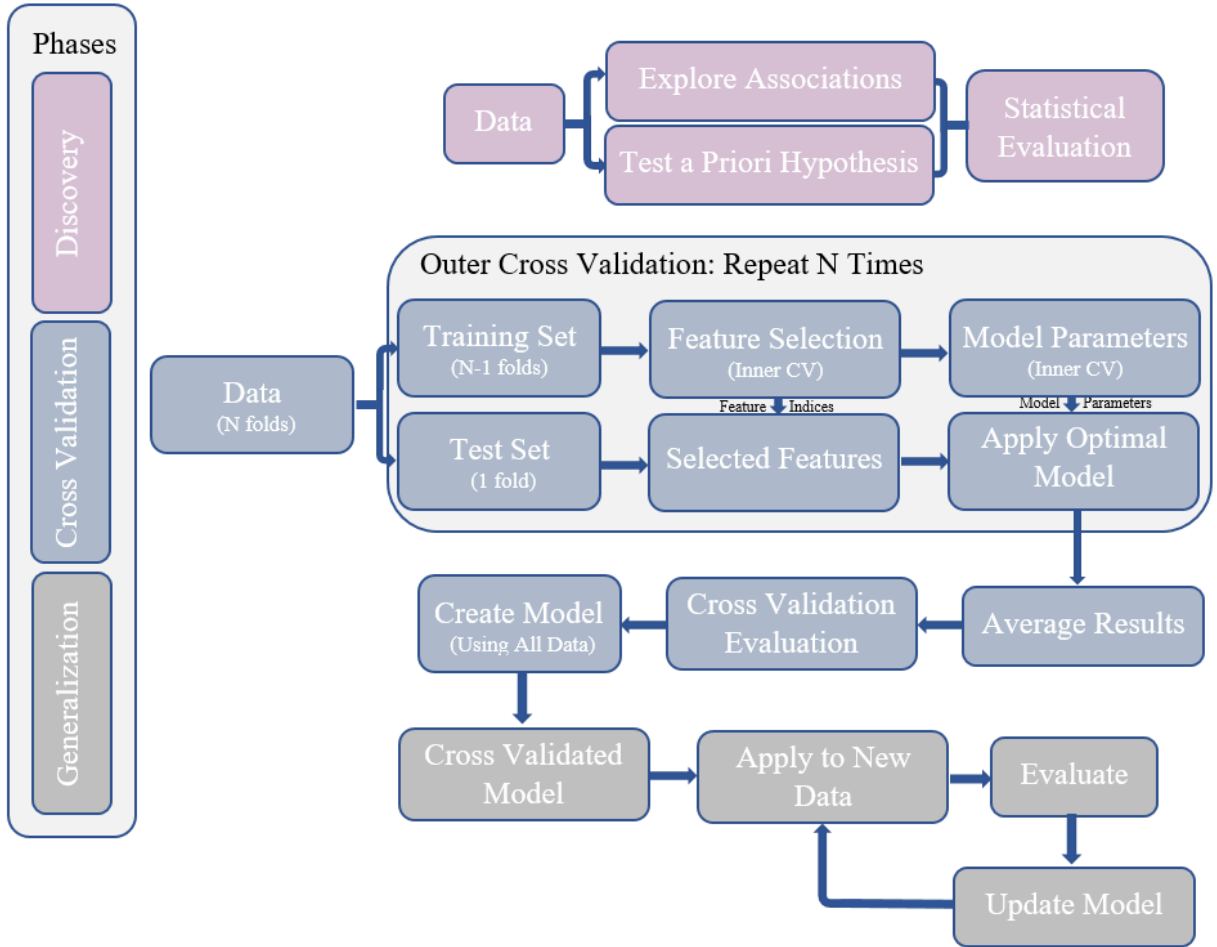 Phases
Discovery
Cross Validation
Generalization
Data
Explore Associations
Test a Priori Hypothesis
Statistical
Evaluation
Outer Cross Validation: Repeat N Times
Data
(N folds)
Training Set
(N-1 folds)
Feature Selection
(Inner CV)
Model Parameters
(Inner CV)
Feature Indices
Model Parameters
Test Set
(1 fold)
Selected Features
Apply Optimal
Model
Create Model
(Using All Data)
Cross Validation
Evaluation
Average Results
Cross Validated
Model
Apply to New
Data
Evaluate
Update Model